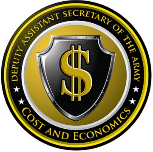 DEPUTY ASSISTANT SECRETARY OF THE ARMY
$
COST AND ECONOMICS